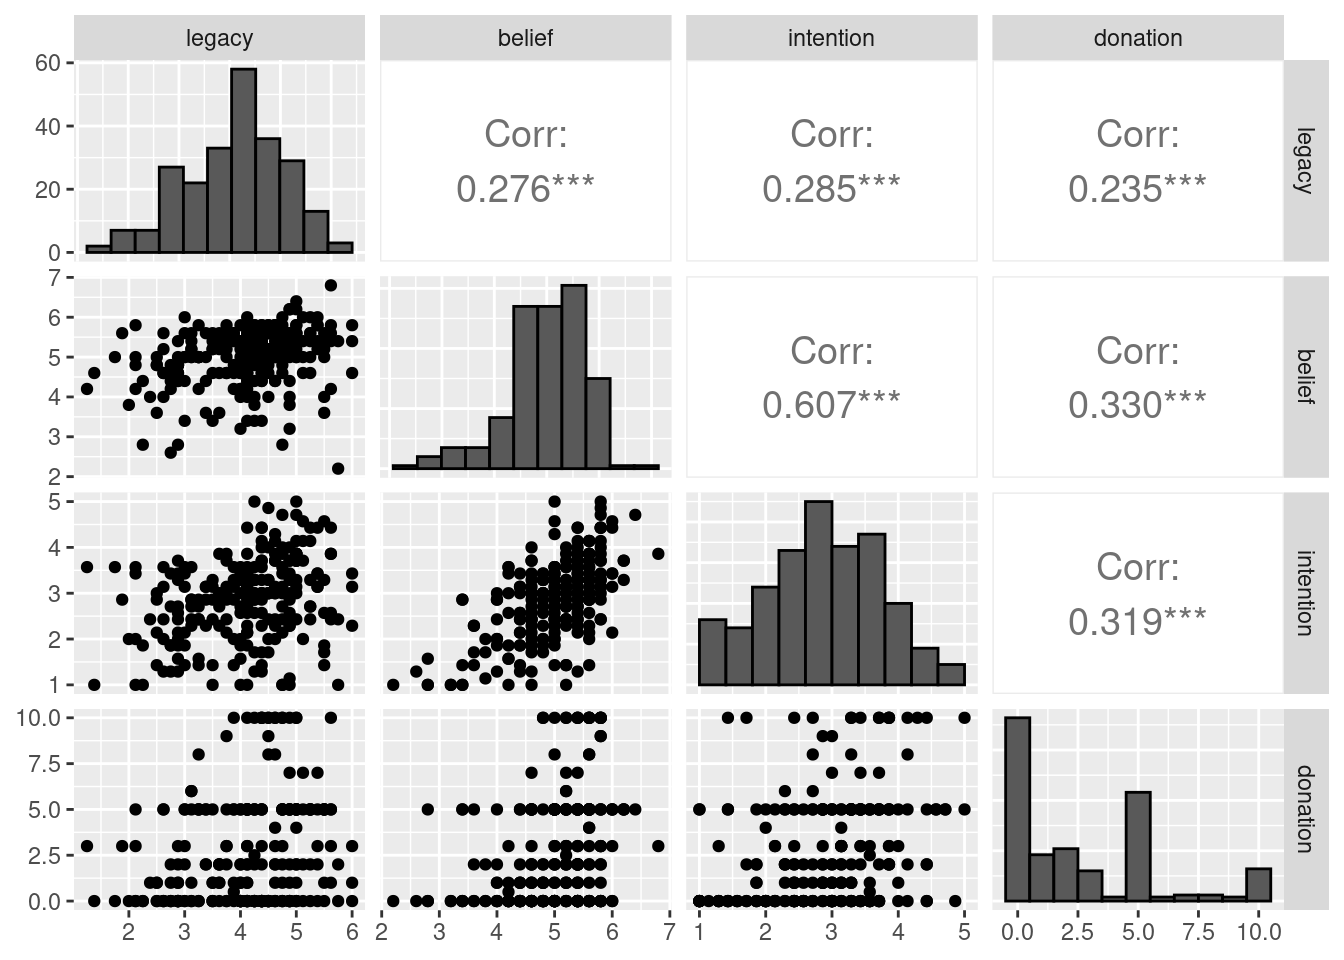 legacy belief intention donation
60
40
20
0
Corr:
0.276***
Corr:
0.285***
Corr:
0.235***
legacy
7
6
5
4
3
2
Corr:
0.607***
Corr:
0.330***
belief
5
4
3
2
1
Corr:
0.319***
intention
10.0
7.5
5.0
2.5
0.0
donation
2 3 4 5 6
2 3 4 5 6 7
1 2 3 4 5
0.0 2.5 5.0 7.5 10.0